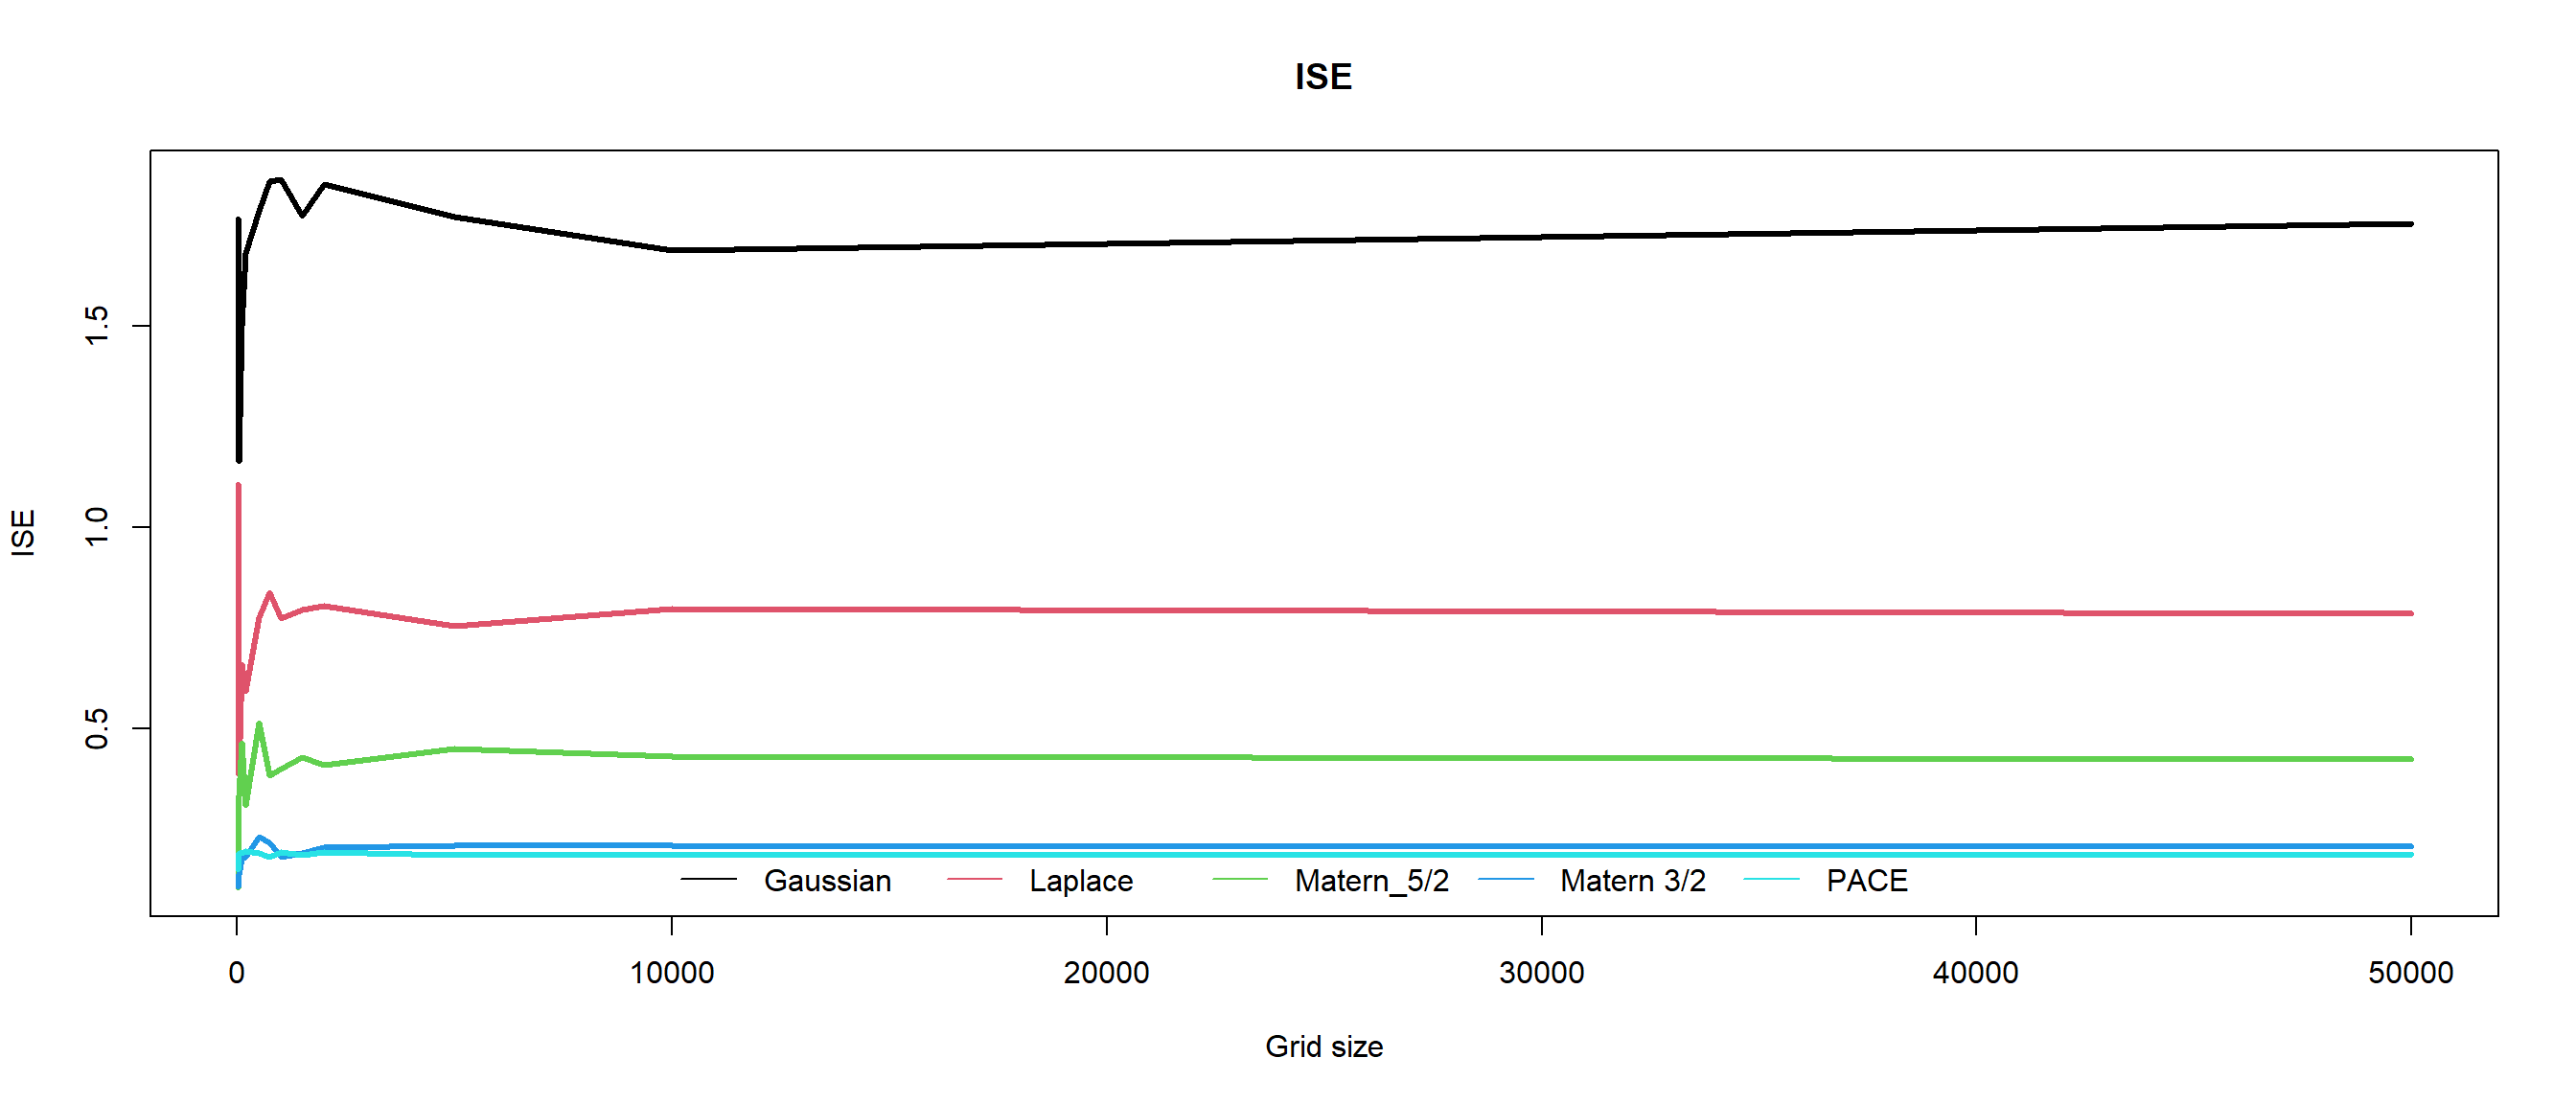 ISE
ISE
1.5
1.0
0.5
Gaussian Laplace Matern_5/2 Matern 3/2 PACE
0 10000 20000 30000 40000 50000
Grid size